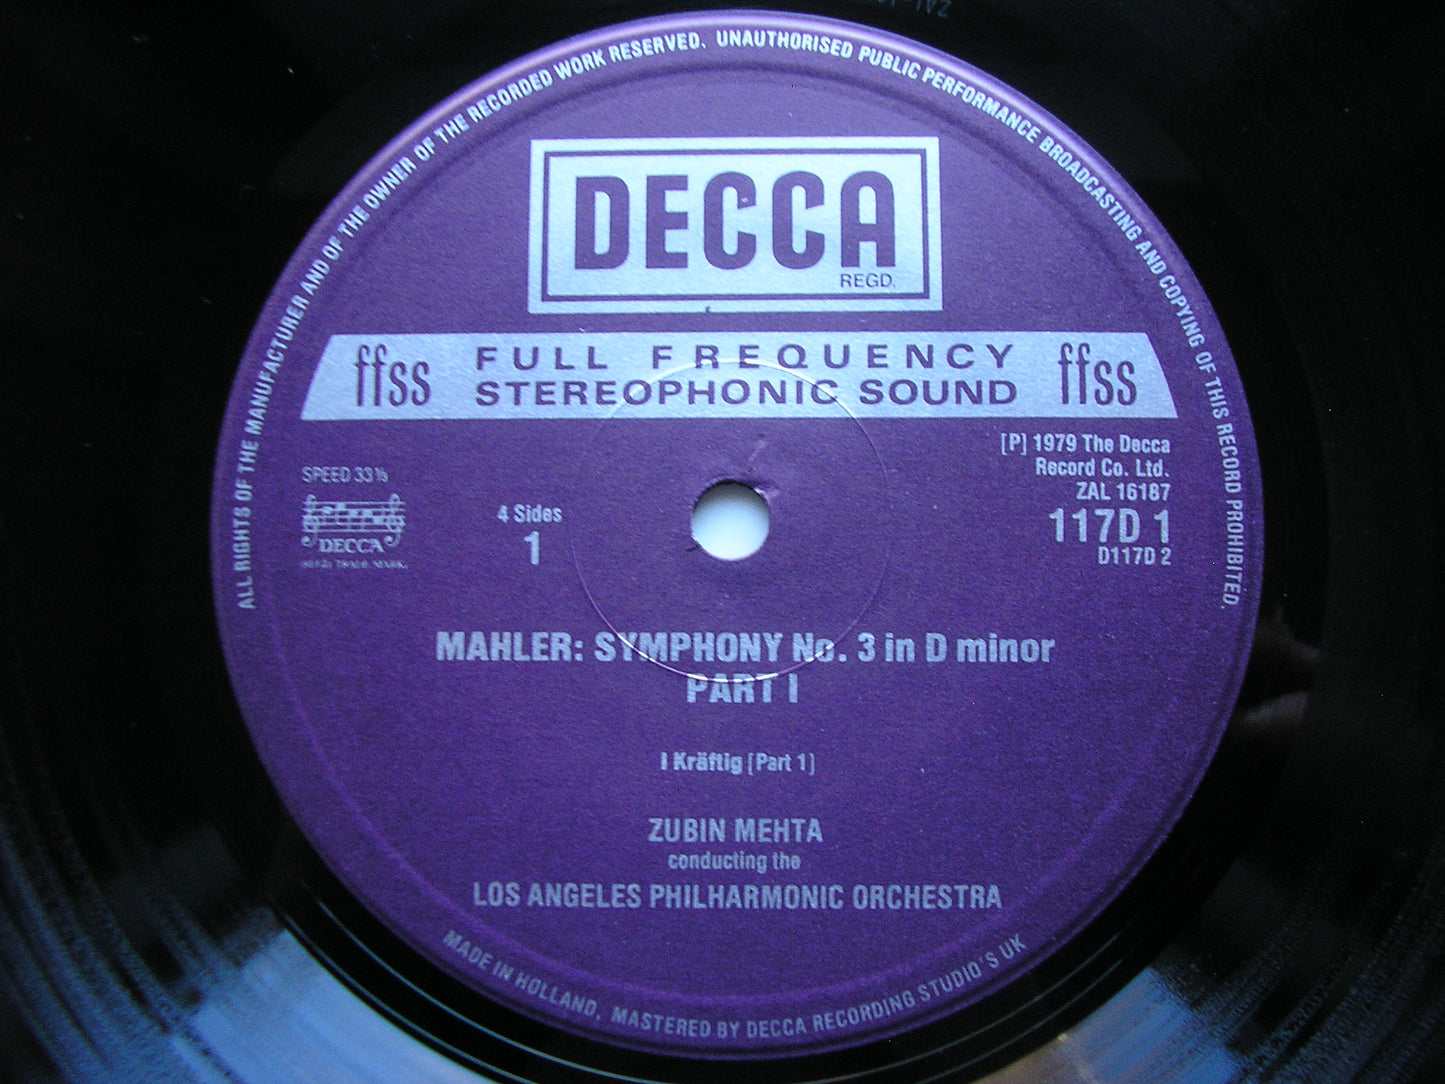 ALL RIGHTS OF THE MANUFACTURER AND OF THE OWNER OF THE RECORDED WORK RESERVED. UNAUTHORISED PUBLIC PERFORMANCE BROADCASTING AND COPYING OF THIS RECORD PROHIBITED.
DECCA
REGD.
ffss FULL FREQUENCY ffss
STEREOPHONIC SOUND
[P] 1979 The Decca
Record Co. Ltd.
ZAL 16187
117D 1
D117D 2
SPEED 33⅓
DECCA
TRADE MARK.
4 Sides
1
MAHLER: SYMPHONY No. 3 in D minor
PART I
I Kräftig [Part 1]
ZUBIN MEHTA
conducting the
LOS ANGELES PHILHARMONIC ORCHESTRA
MADE IN HOLLAND, MASTERED BY DECCA RECORDING STUDIO'S UK